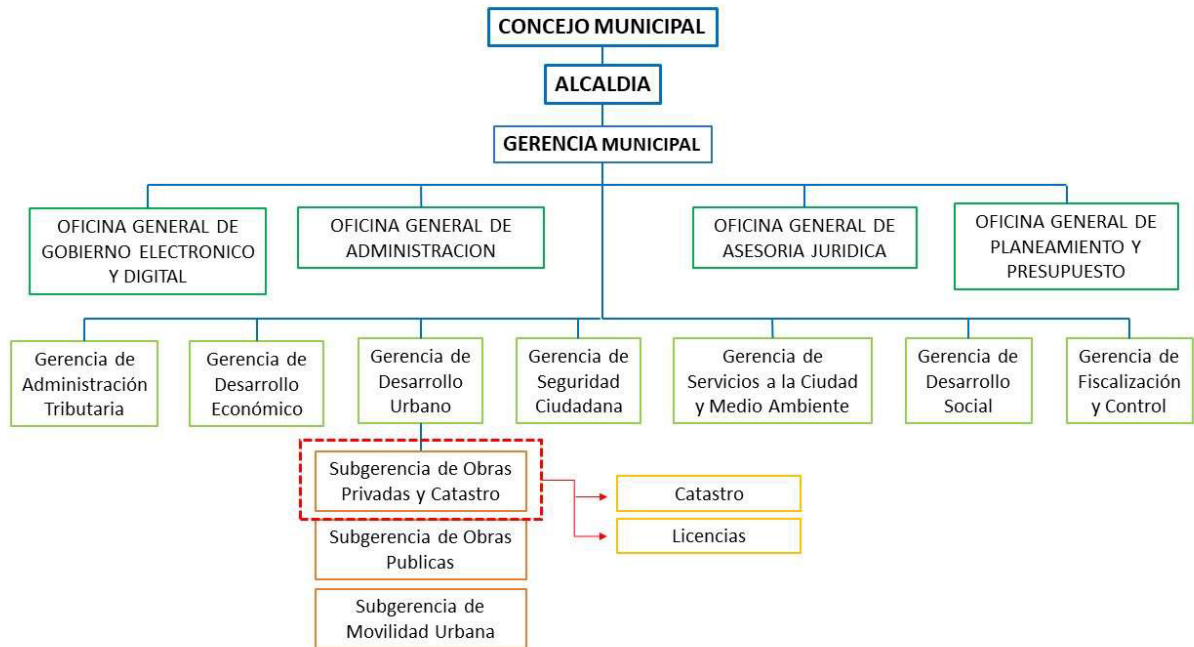 CONCEJO MUNICIPAL
ALCALDIA
GERENCIA MUNICIPAL
OFICINA GENERAL DE
GOBIERNO ELECTRONICO
Y DIGITAL
OFICINA GENERAL DE
ADMINISTRACION
OFICINA GENERAL DE
ASESORIA JURIDICA
OFICINA GENERAL DE
PLANEAMIENTO Y
PRESUPUESTO
Gerencia de
Administración
Tributaria
Gerencia de
Desarrollo
Económico
Gerencia de
Desarrollo
Urbano
Gerencia de
Seguridad
Ciudadana
Gerencia de
Servicios a la Ciudad
y Medio Ambiente
Gerencia de
Desarrollo
Social
Gerencia de
Fiscalización
y Control
Subgerencia de Obras
Privadas y Catastro
Catastro
Licencias
Subgerencia de Obras
Publicas
Subgerencia de
Movilidad Urbana